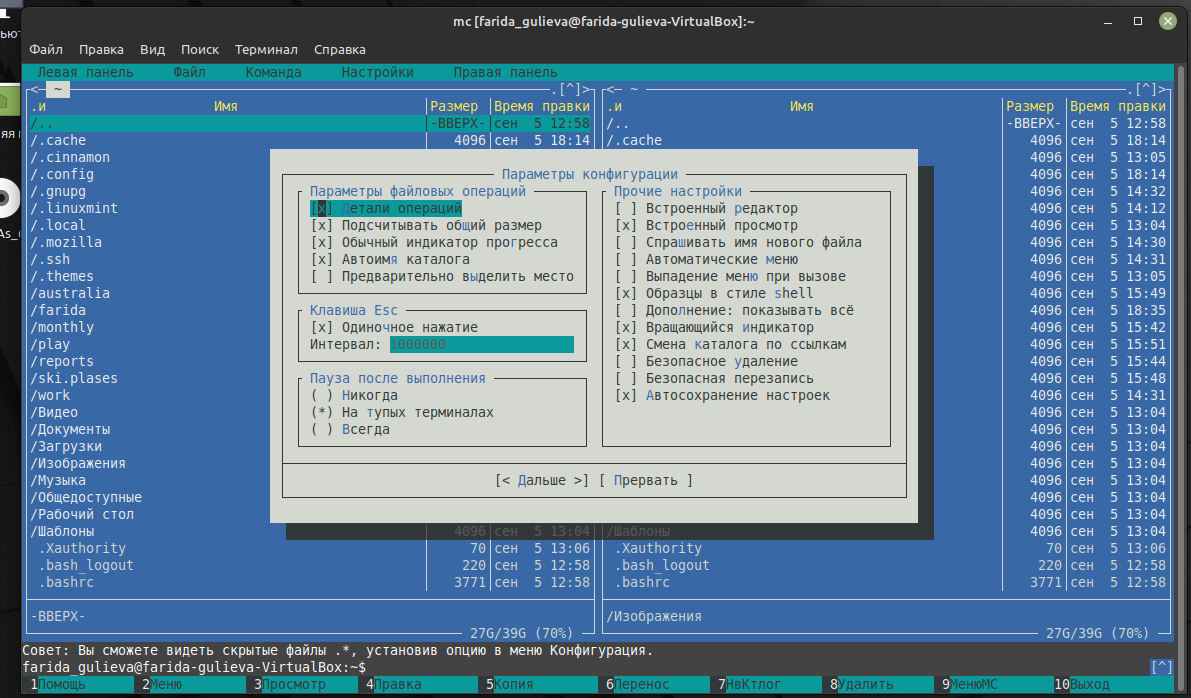 mc [farida_gulieva@farida-gulieva-VirtualBox]:~
Файл Правка Вид Поиск Терминал Справка
Левая панель Файл Команда Настройки Правая панель
<─ ~ ─.[^]> <─ ~ ─.[^]>
.и Имя Размер Время правки .и Имя Размер Время правки
/.. -ВВЕРХ- сен 5 12:58 /.. -ВВЕРХ- сен 5 12:58
/.cache 4096 сен 5 18:14 /.cache 4096 сен 5 18:14
/.cinnamon 4096 сен 5 13:05
/.config Параметры конфигурации 4096 сен 5 18:14
/.gnupg Параметры файловых операций Прочие настройки 4096 сен 5 14:32
/.linuxmint [x] Детали операций [ ] Встроенный редактор 4096 сен 5 14:12
/.local [x] Подсчитывать общий размер [x] Встроенный просмотр 4096 сен 5 13:04
/.mozilla [x] Обычный индикатор прогресса [ ] Спрашивать имя нового файла 4096 сен 5 14:30
/.ssh [x] Автоимя каталога [ ] Автоматические меню 4096 сен 5 14:31
/.themes [ ] Предварительно выделить место [ ] Выпадение меню при вызове 4096 сен 5 13:05
/australia [x] Образцы в стиле shell 4096 сен 5 15:49
/farida Клавиша Esc [ ] Дополнение: показывать всё 4096 сен 5 18:35
/monthly [x] Одиночное нажатие [x] Вращающийся индикатор 4096 сен 5 15:42
/play Интервал: 1000000 [x] Смена каталога по ссылкам 4096 сен 5 15:51
/reports [ ] Безопасное удаление 4096 сен 5 15:44
/ski.plases Пауза после выполнения [ ] Безопасная перезапись 4096 сен 5 15:48
/work ( ) Никогда [x] Автосохранение настроек 4096 сен 5 14:31
/Видео (*) На тупых терминалах 4096 сен 5 13:04
/Документы ( ) Всегда 4096 сен 5 13:04
/Загрузки 4096 сен 5 13:04
/Изображения 4096 сен 5 13:04
/Музыка [< Дальше >] [ Прервать ] 4096 сен 5 13:04
/Общедоступные 4096 сен 5 13:04
/Рабочий стол 4096 сен 5 13:04
/Шаблоны 4096 сен 5 13:04 /Шаблоны 4096 сен 5 13:04
.Xauthority 70 сен 5 13:06 .Xauthority 70 сен 5 13:06
.bash_logout 220 сен 5 12:58 .bash_logout 220 сен 5 12:58
.bashrc 3771 сен 5 12:58 .bashrc 3771 сен 5 12:58
-ВВЕРХ- /Изображения
27G/39G (70%) 27G/39G (70%)
Совет: Вы сможете видеть скрытые файлы .*, установив опцию в меню Конфигурация.
farida_gulieva@farida-gulieva-VirtualBox:~$ [^]
1Помощь 2Меню 3Просмотр 4Правка 5Копия 6Перенос 7НвКтлог 8Удалить 9МенюМС 10Выход